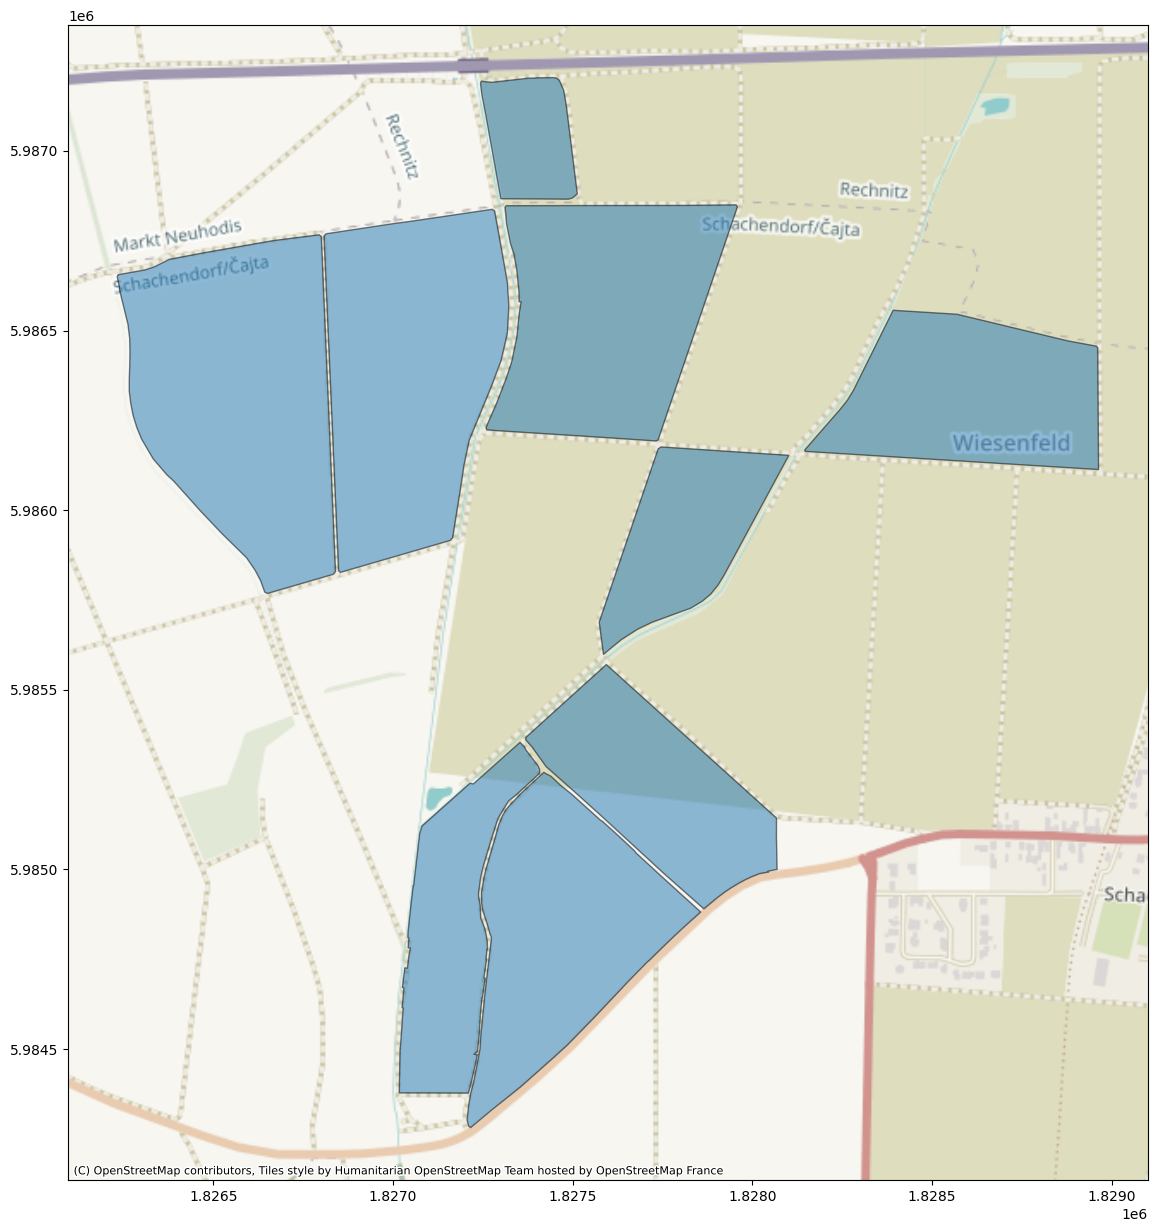 1e6
5.9870
5.9865
5.9860
5.9855
5.9850
5.9845
Rechnitz
Rechnitz
Markt Neuhodis
Schachendorf/Čajta
Schachendorf/Čajta
Wiesenfeld
Scha
(C) OpenStreetMap contributors, Tiles style by Humanitarian OpenStreetMap Team hosted by OpenStreetMap France
1.8265
1.8270
1.8275
1.8280
1.8285
1.8290
1e6